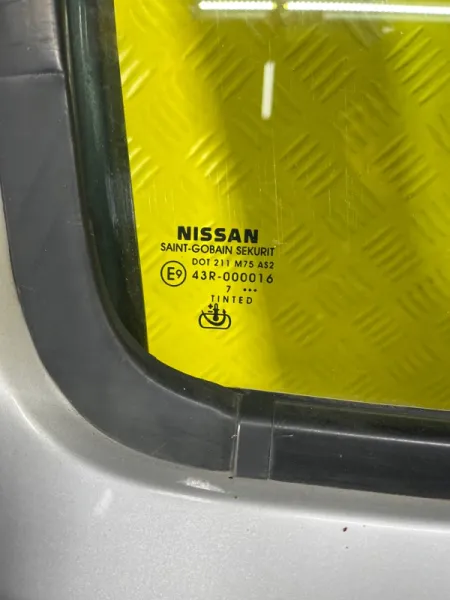 NISSAN
SAINT-GOBAIN SEKURIT
DOT 211 M75 AS2
E9 43R-000016
7 •••
TINTED